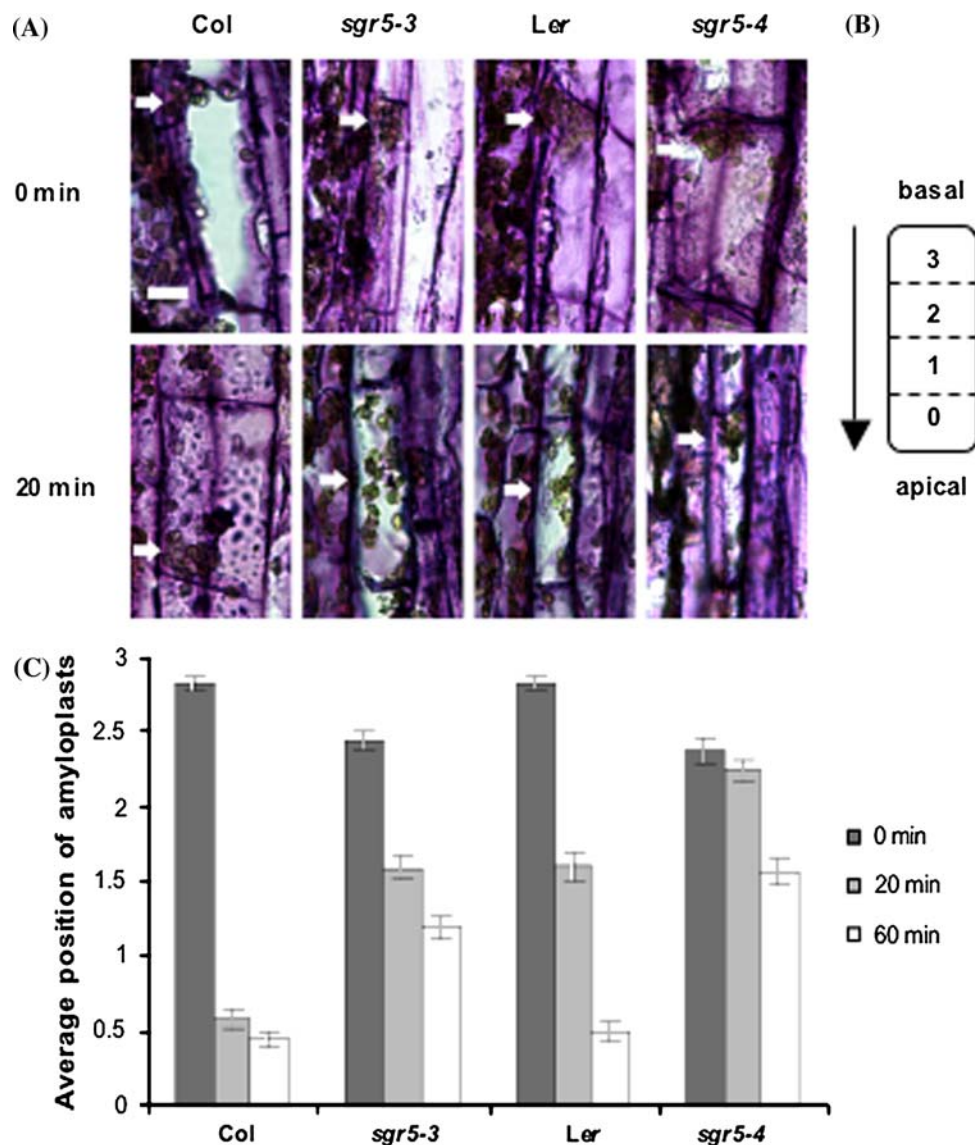 (A)
Col
sgr5-3
Ler
sgr5-4
(B)
0 min
20 min
basal
3
2
1
0
apical
(C)
Average position of amyloplasts
3
2.5
2
1.5
1
0.5
0
Col
sgr5-3
Ler
sgr5-4
0 min
20 min
60 min